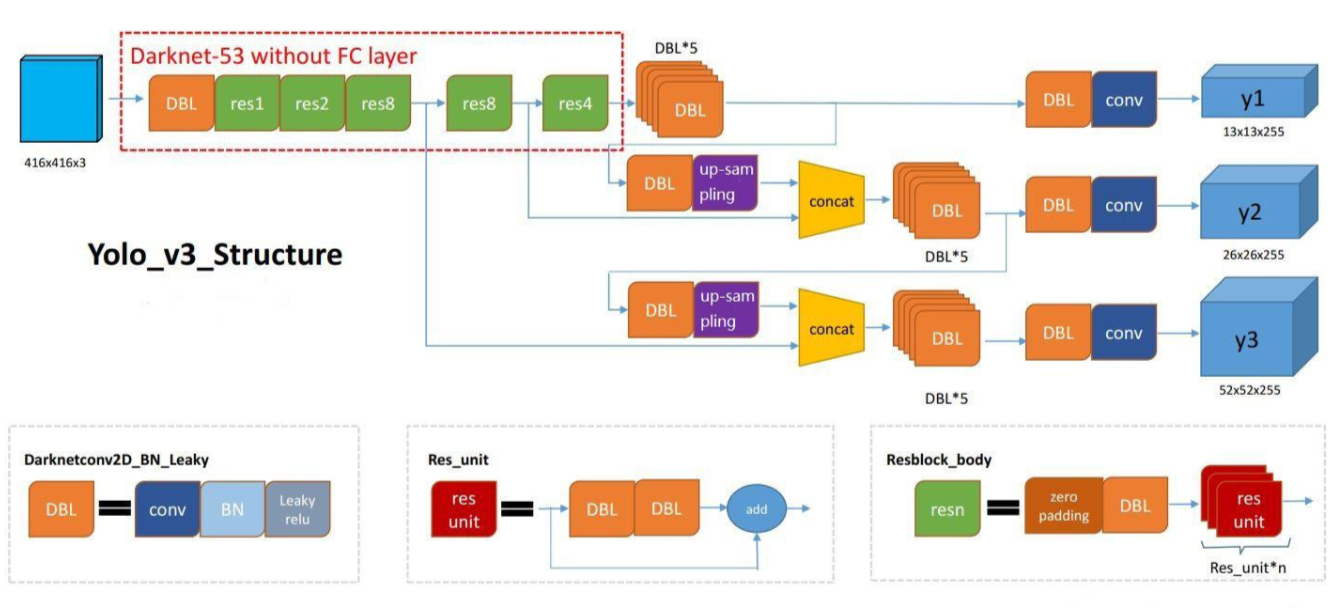 Darknet-53 without FC layer
DBL
res1
res2
res8
res8
res4
DBL*5
DBL
DBL
conv
y1
13x13x255
416x416x3
DBL
up-sam
pling
concat
DBL
DBL*5
DBL
conv
y2
26x26x255
Yolo_v3_Structure
DBL
up-sam
pling
concat
DBL
DBL*5
DBL
conv
y3
52x52x255
Darknetconv2D_BN_Leaky
DBL
conv
BN
Leaky
relu
Res_unit
res
unit
DBL
DBL
add
Resblock_body
resn
zero
padding
DBL
res
unit
Res_unit*n